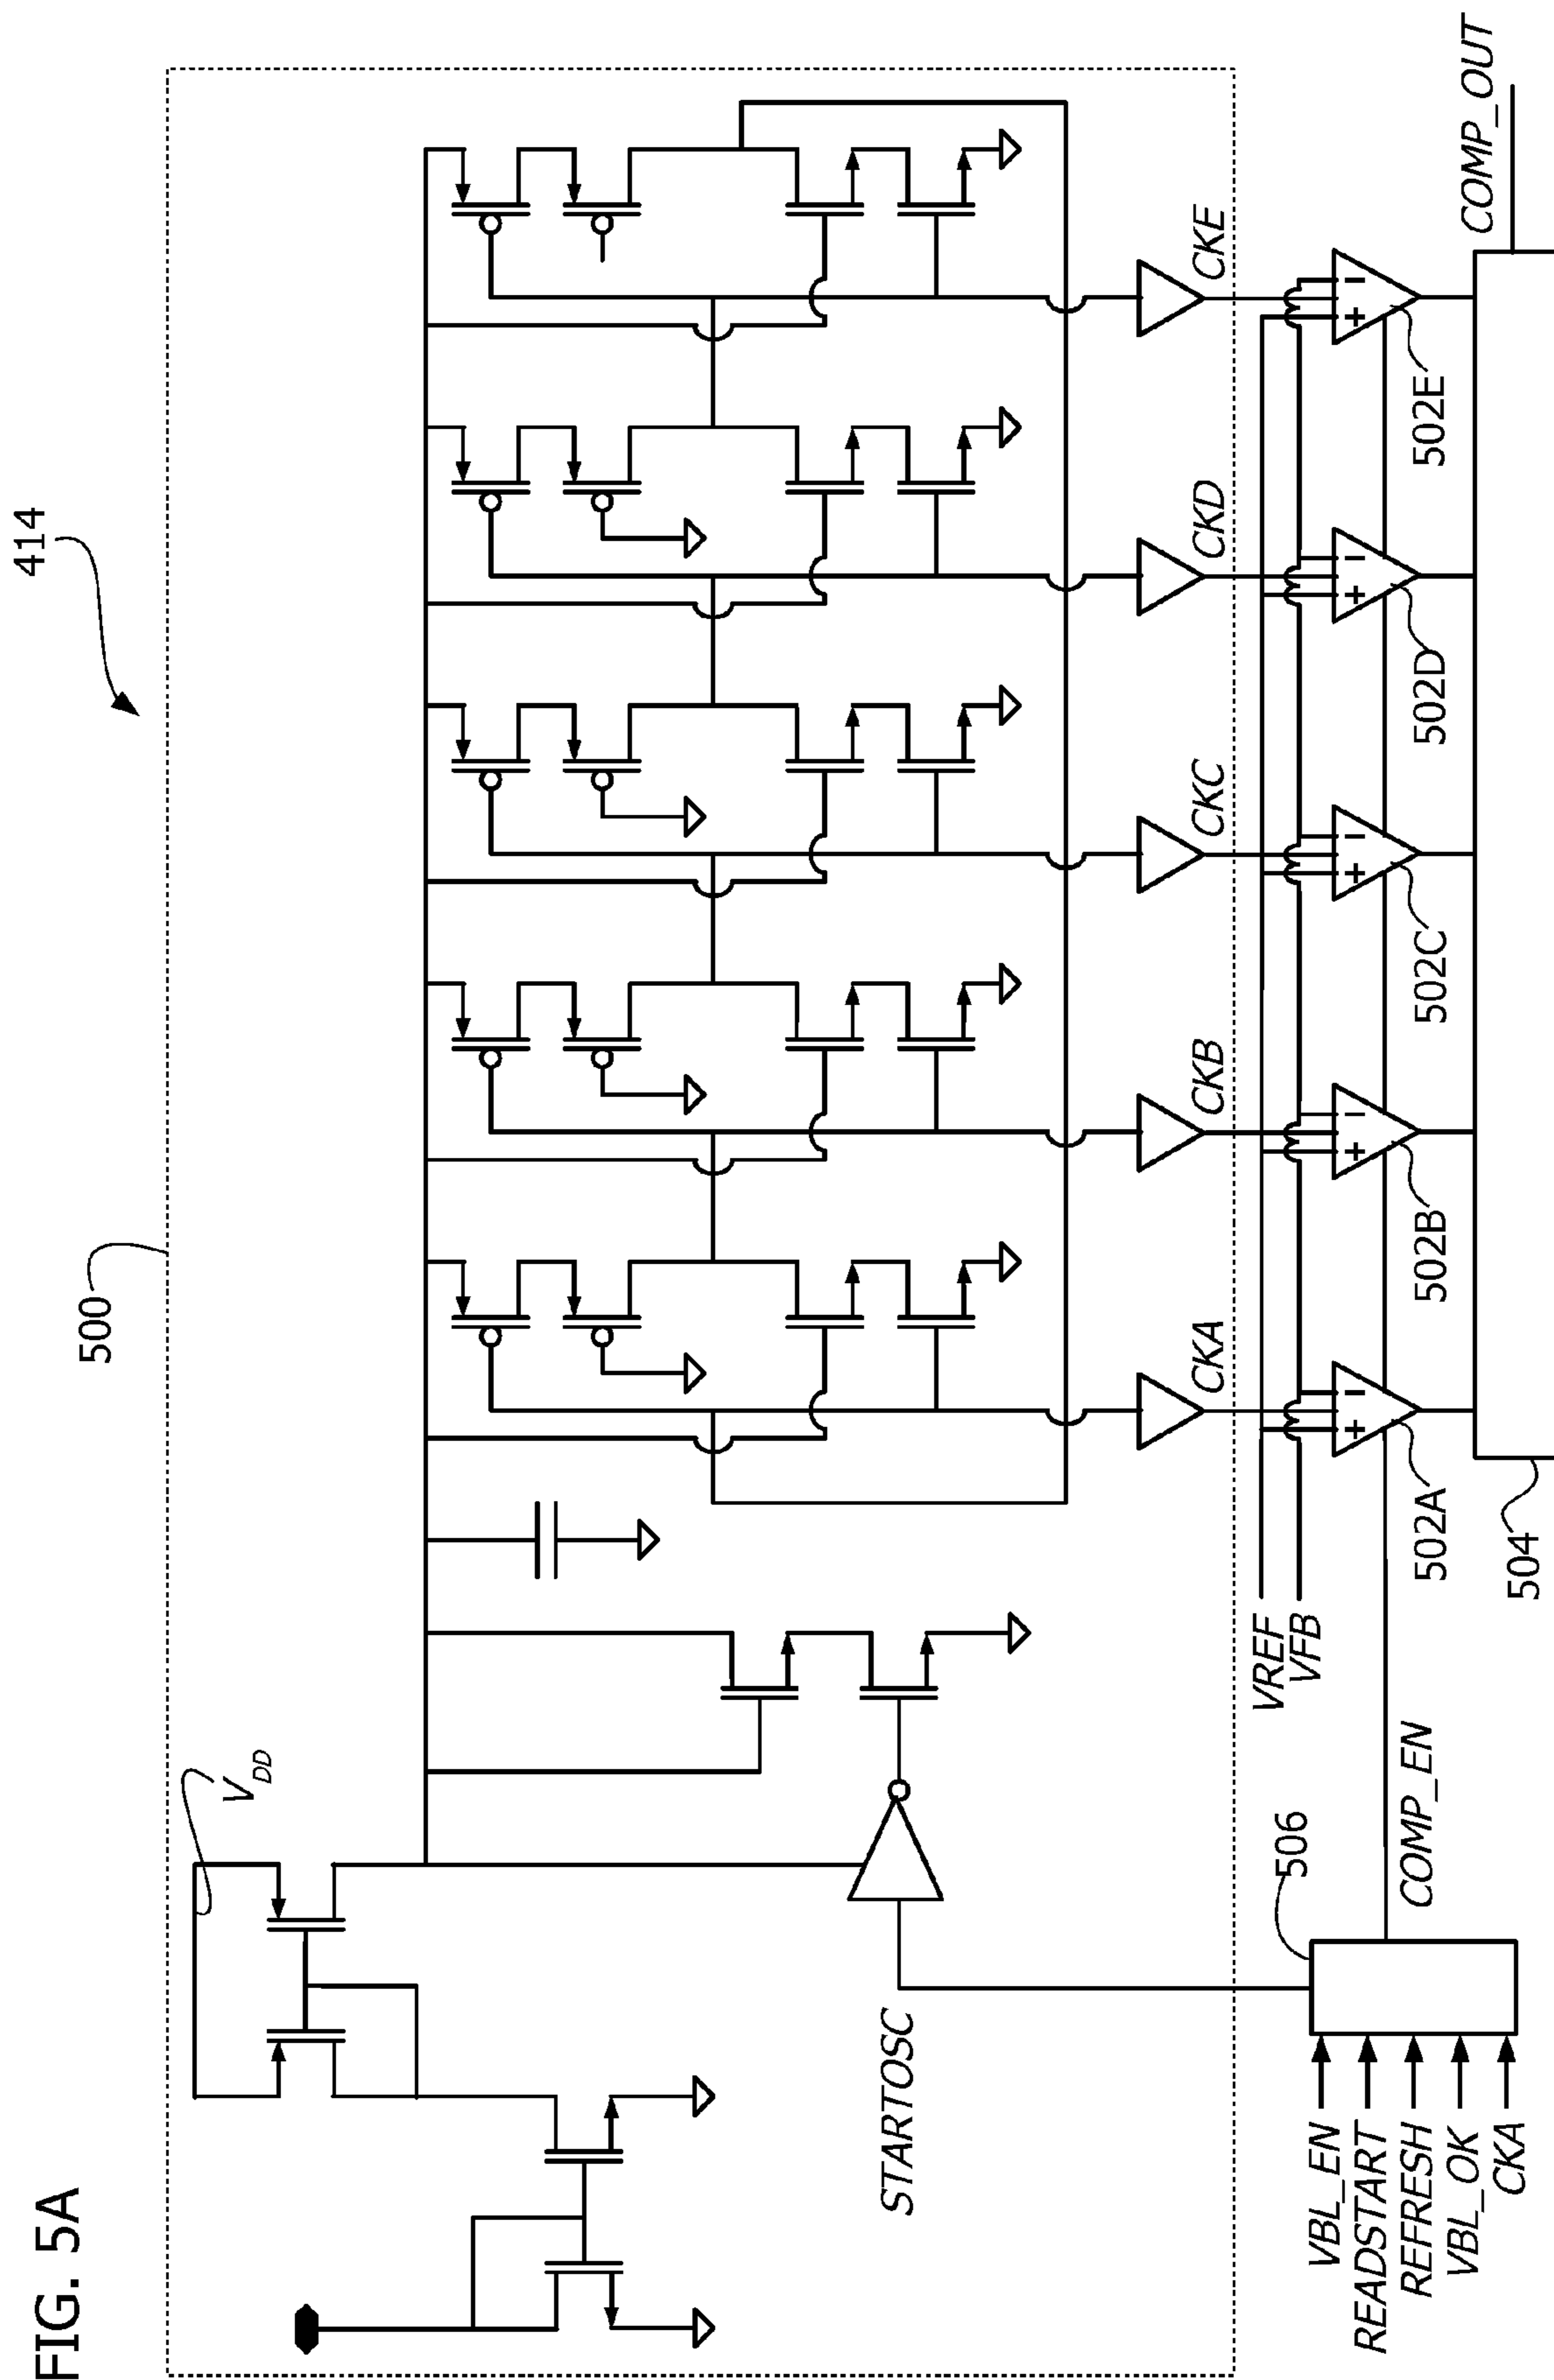 FIG. 5A
414
500
V_DD
STARTOSC
CKA
CKB
CKC
CKD
CKE
VREF
VFB
506
COMP_EN
VBL_EN
READSTART
REFRESH
VBL_OK
CKA
+ −
+ −
+ −
+ −
+ −
502A
502B
502C
502D
502E
504
COMP_OUT